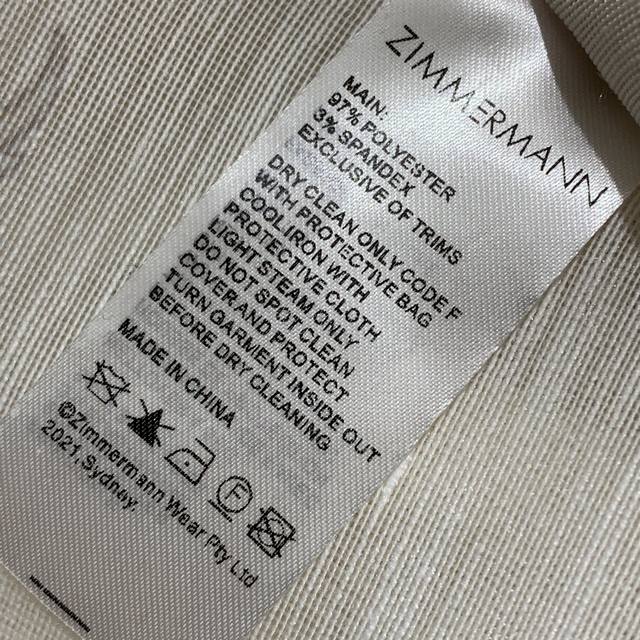 ZIMMERMANN
MAIN:
97% POLYESTER
3% SPANDEX
EXCLUSIVE OF TRIMS
DRY CLEAN ONLY CODE F
WITH PROTECTIVE BAG
COOLIRON WITH
PROTECTIVE CLOTH
LIGHT STEAM ONLY
DO NOT SPOT CLEAN
COVER AND PROTECT
TURN GARMENT INSIDE OUT
BEFORE DRY CLEANING
MADE IN CHINA
F
©Zimmermann Wear Pty Ltd
2021,Sydney.